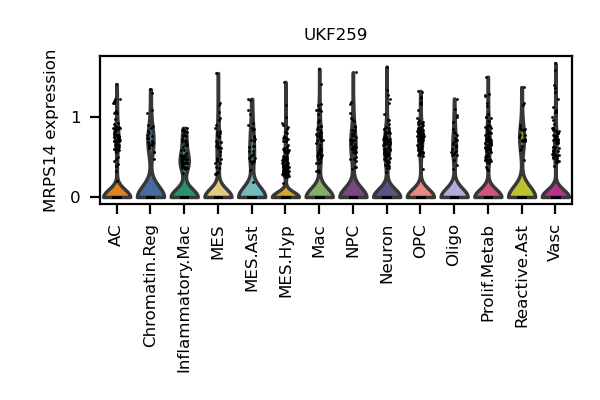 UKF259
MRPS14 expression
1
0
AC
Chromatin.Reg
Inflammatory.Mac
MES
MES.Ast
MES.Hyp
Mac
NPC
Neuron
OPC
Oligo
Prolif.Metab
Reactive.Ast
Vasc